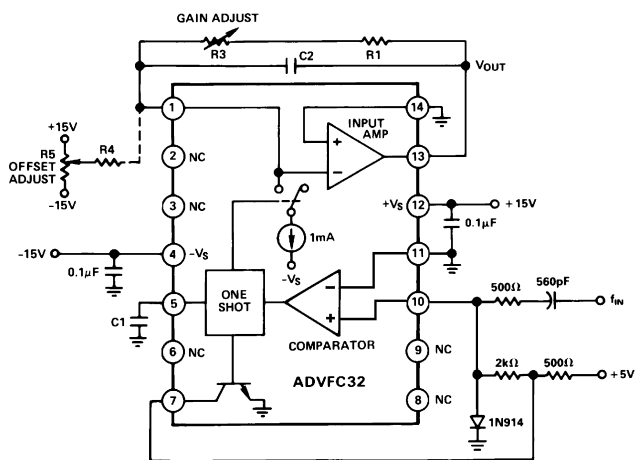 GAIN ADJUST
R3
R1
C2
VOUT
1
14
INPUT
AMP
+15V
R5
R4
OFFSET
ADJUST
-15V
2
NC
13
3
NC
+VS
12
+15V
0.1µF
1mA
-VS
-15V
4
-VS
0.1µF
11
5
C1
ONE
SHOT
COMPARATOR
10
500Ω
560pF
fIN
6
NC
9
NC
2kΩ
500Ω
+5V
ADVFC32
7
8
NC
1N914
+
−
−
+